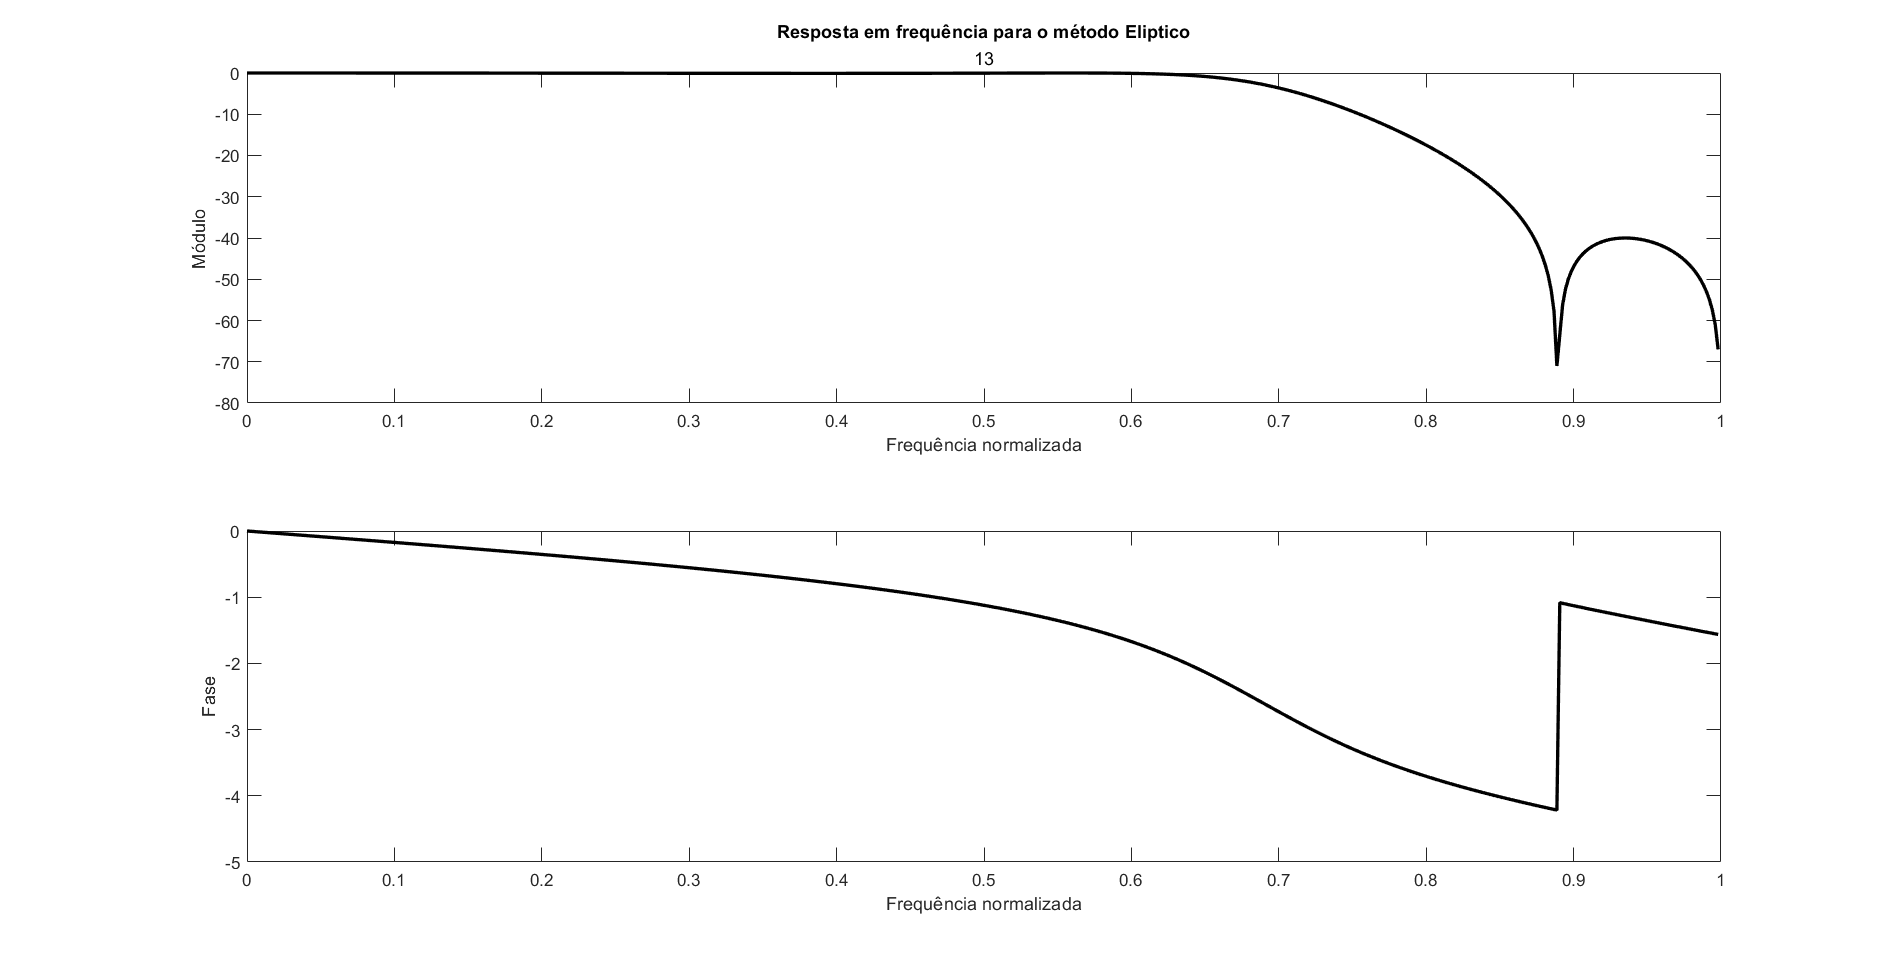 Resposta em frequência para o método Eliptico
13
0
-10
-20
-30
-40
-50
-60
-70
-80
Módulo
0 0.1 0.2 0.3 0.4 0.5 0.6 0.7 0.8 0.9 1
Frequência normalizada
0
-1
-2
-3
-4
-5
Fase
0 0.1 0.2 0.3 0.4 0.5 0.6 0.7 0.8 0.9 1
Frequência normalizada